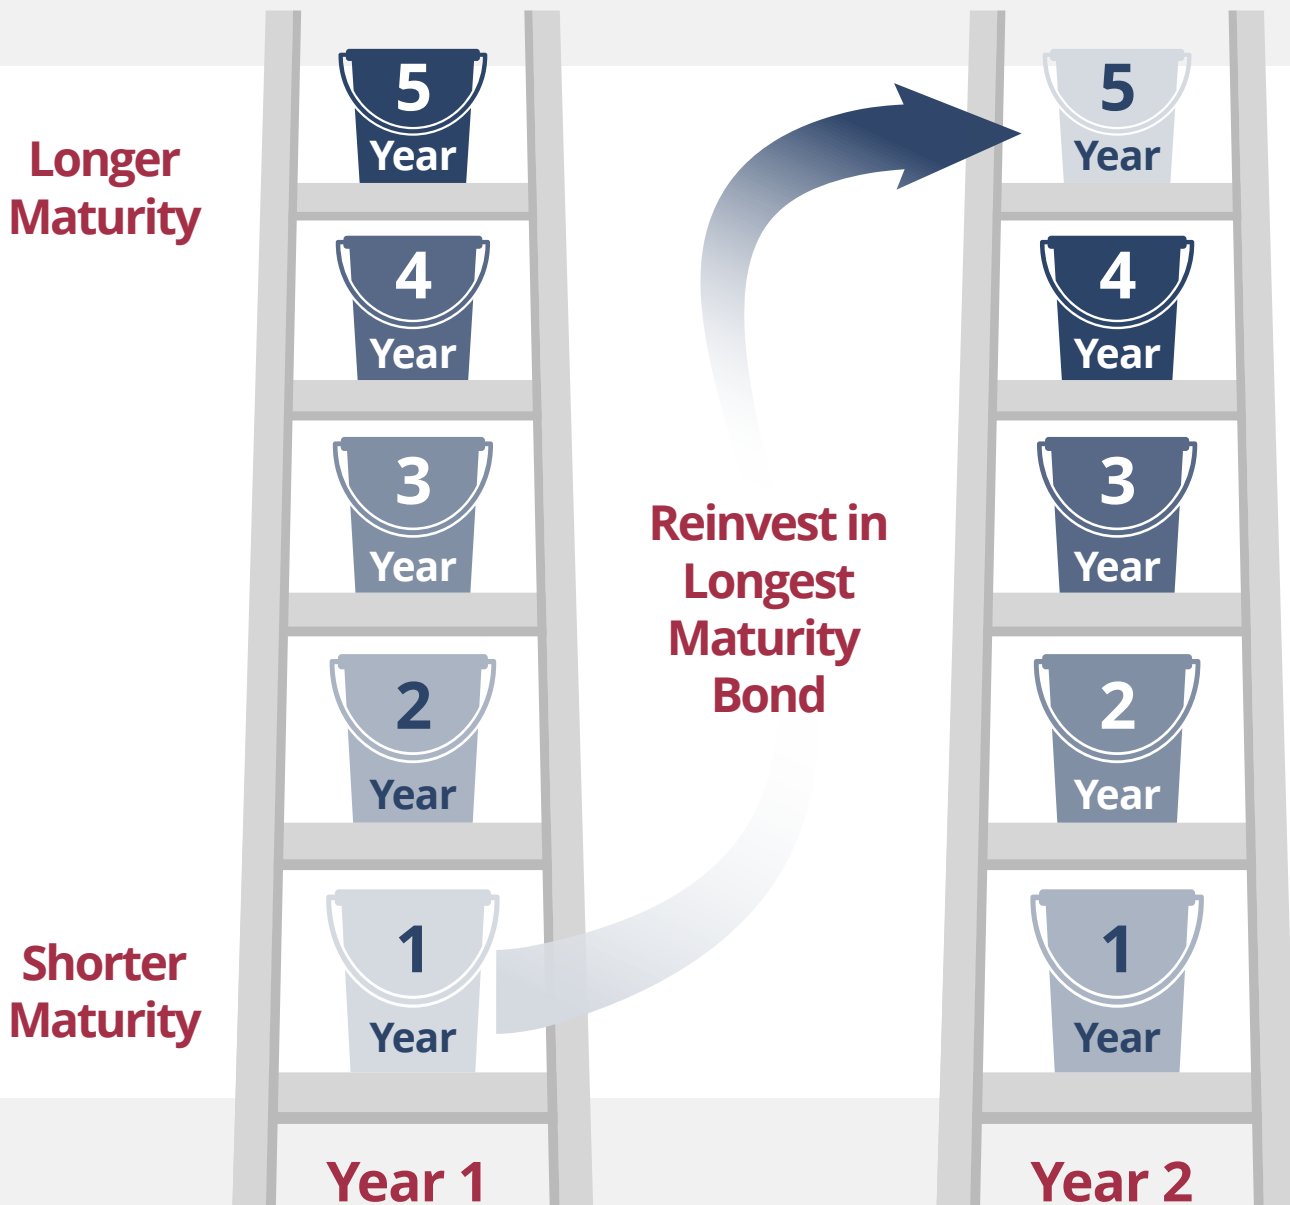 Longer
Maturity
Shorter
Maturity
5
Year
4
Year
3
Year
2
Year
1
Year
Year 1
Reinvest in
Longest
Maturity
Bond
5
Year
4
Year
3
Year
2
Year
1
Year
Year 2